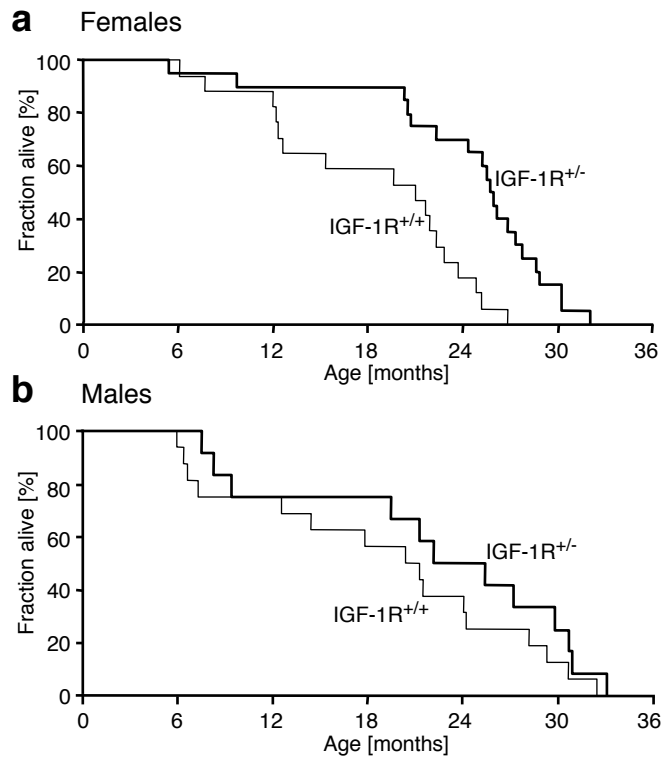 a Females
Fraction alive [%]
100
80
60
40
20
0
IGF-1R+/-
IGF-1R+/+
0 6 12 18 24 30 36
Age [months]
b Males
Fraction alive [%]
100
80
60
40
20
0
IGF-1R+/-
IGF-1R+/+
0 6 12 18 24 30 36
Age [months]